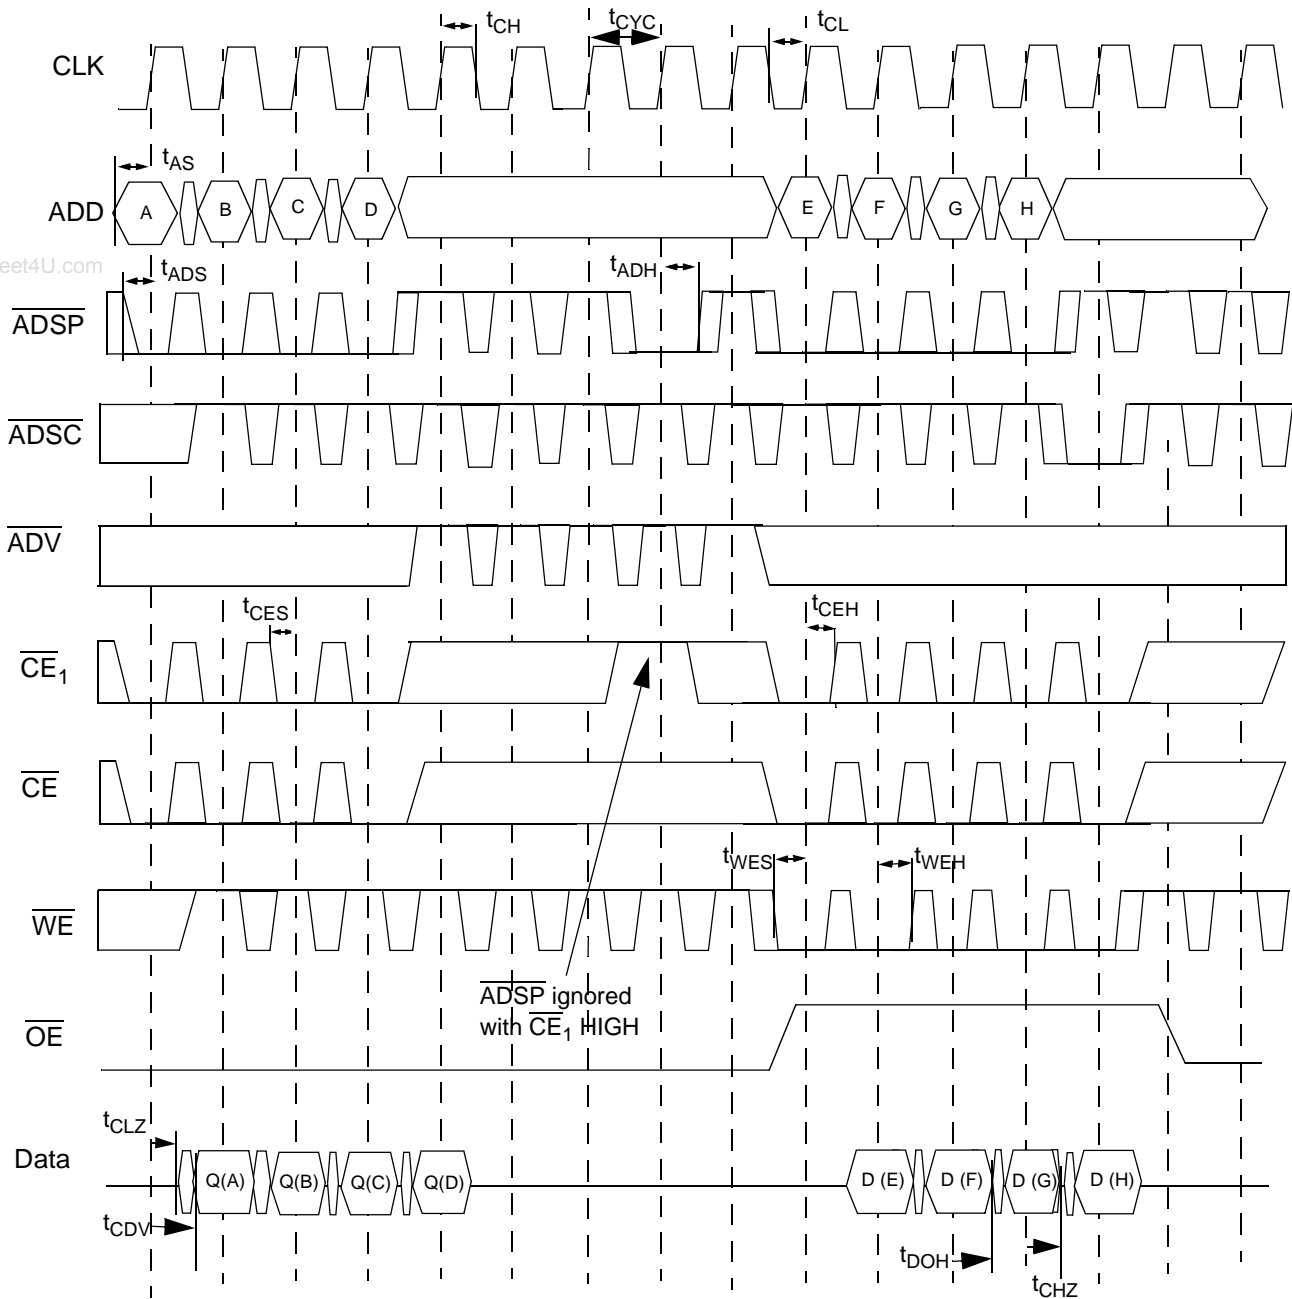 tCH tCYC tCL
CLK
tAS
ADD A B C D E F G H
eet4U.com
tADS tADH
ADSP
ADSC
ADV
tCES tCEH
CE1
CE
tWES tWEH
WE
ADSP ignored
with CE1 HIGH
OE
tCLZ
Data Q(A) Q(B) Q(C) Q(D) D (E) D (F) D (G) D (H)
tCDV
tDOH
tCHZ